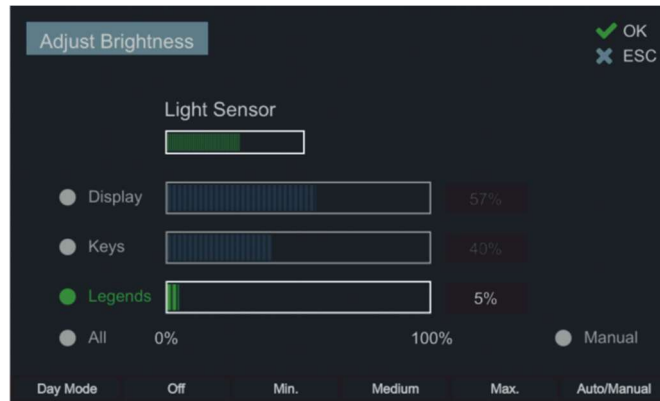 Adjust Brightness
OK
ESC
Light Sensor
Display 57%
Keys 40%
Legends 5%
All 0% 100% Manual
Day Mode Off Min. Medium Max. Auto/Manual